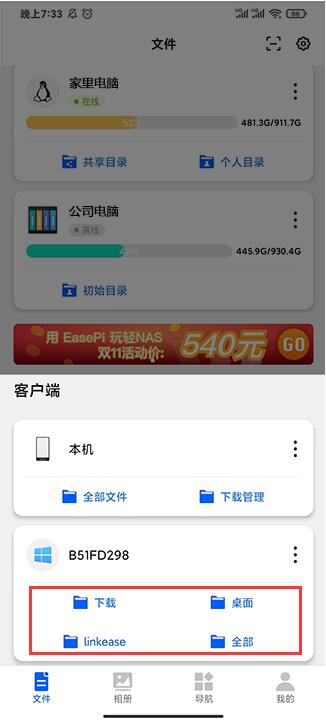 晚上7:33
HD HD 86
文件
家里电脑
在线
53%
481.3G/911.7G
共享目录
个人目录
公司电脑
离线
48%
445.9G/930.4G
初始目录
用 EasePi 玩轻NAS
双11活动价:
540元
GO
客户端
本机
全部文件
下载管理
B51FD298
下载
桌面
linkease
全部
文件
相册
导航
我的